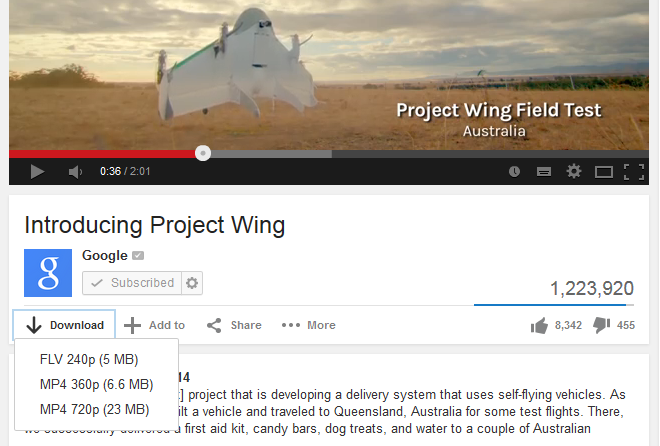 Project Wing Field Test
Australia
0:36 / 2:01
Introducing Project Wing
g
Google
Subscribed
1,223,920
Download
Add to
Share
More
8,342
455
FLV 240p (5 MB)
MP4 360p (6.6 MB)
MP4 720p (23 MB)
14
] project that is developing a delivery system that uses self-flying vehicles. As
ilt a vehicle and traveled to Queensland, Australia for some test flights. There,
we successfully delivered a first aid kit, candy bars, dog treats, and water to a couple of Australian